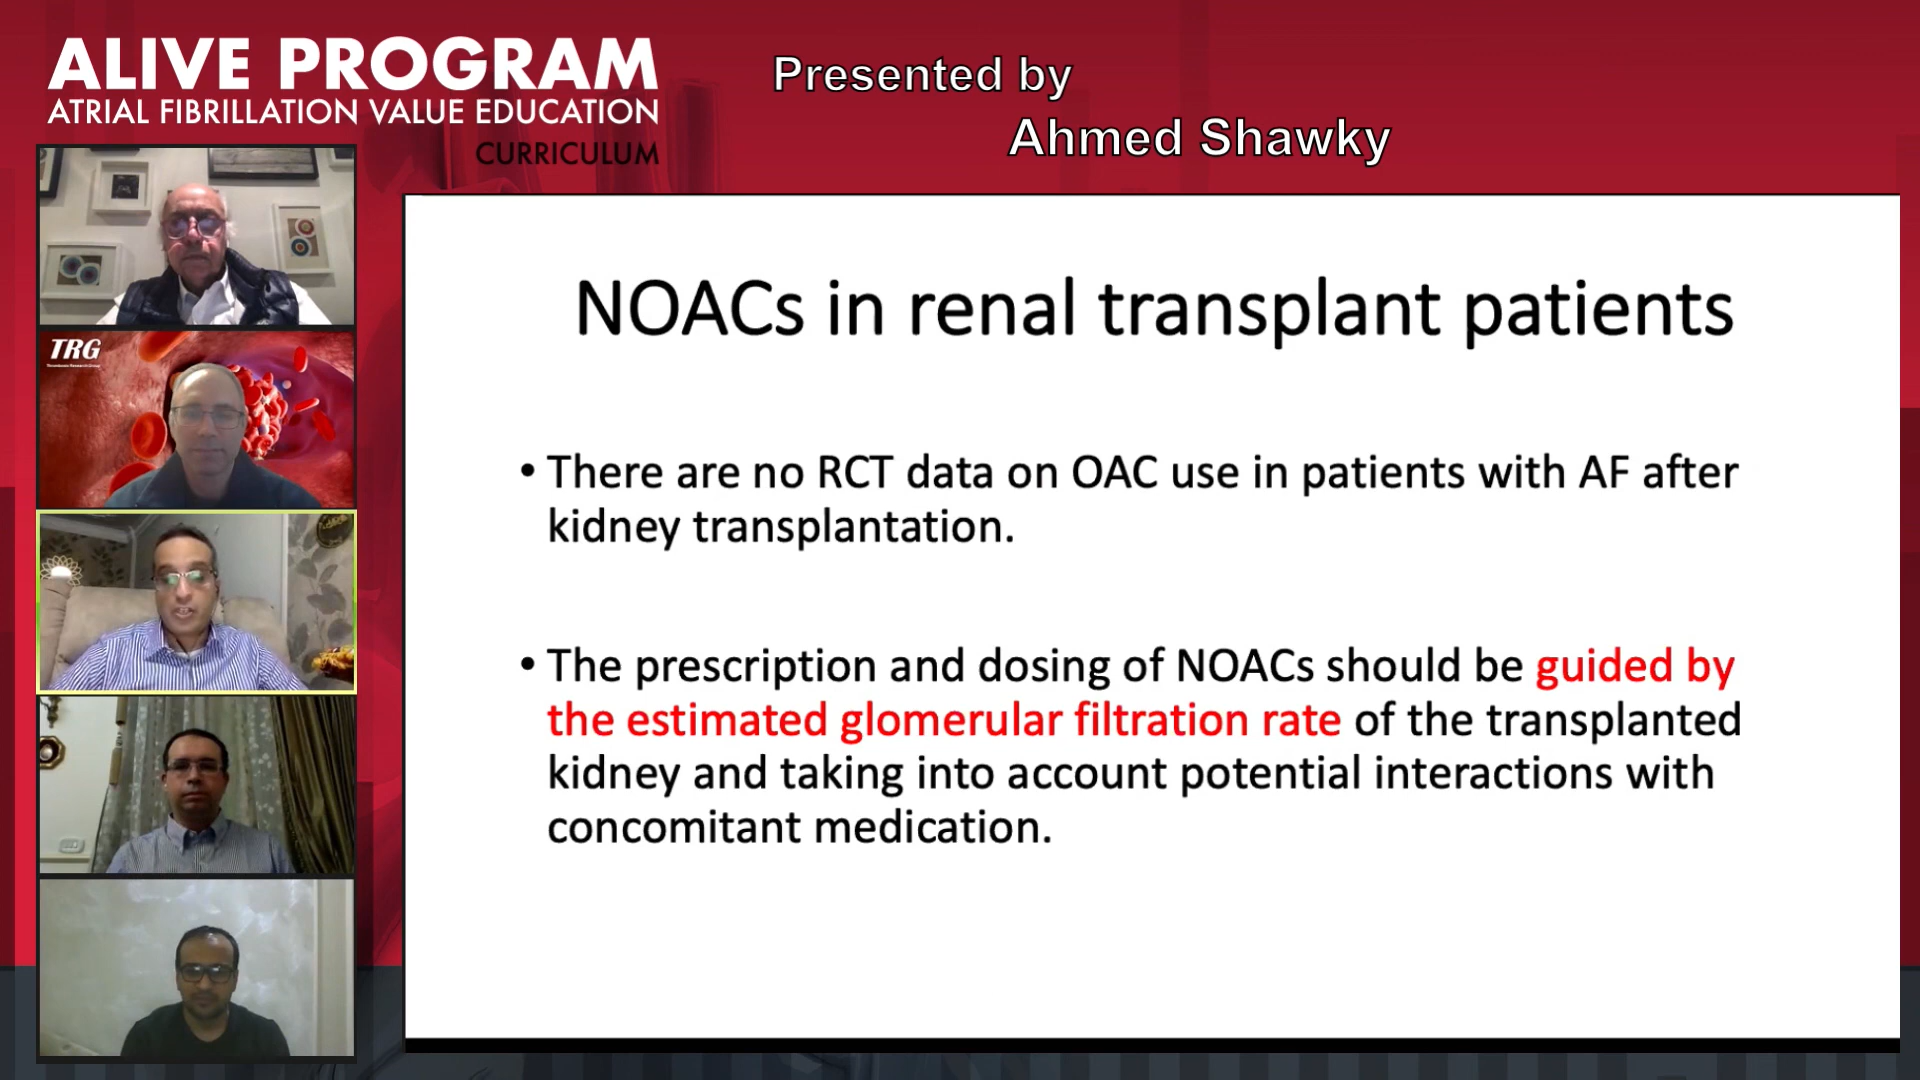 ALIVE PROGRAM
ATRIAL FIBRILLATION VALUE EDUCATION
CURRICULUM
Presented by
Ahmed Shawky
TRG
NOACs in renal transplant patients
• There are no RCT data on OAC use in patients with AF after
kidney transplantation.
• The prescription and dosing of NOACs should be guided by
the estimated glomerular filtration rate of the transplanted
kidney and taking into account potential interactions with
concomitant medication.